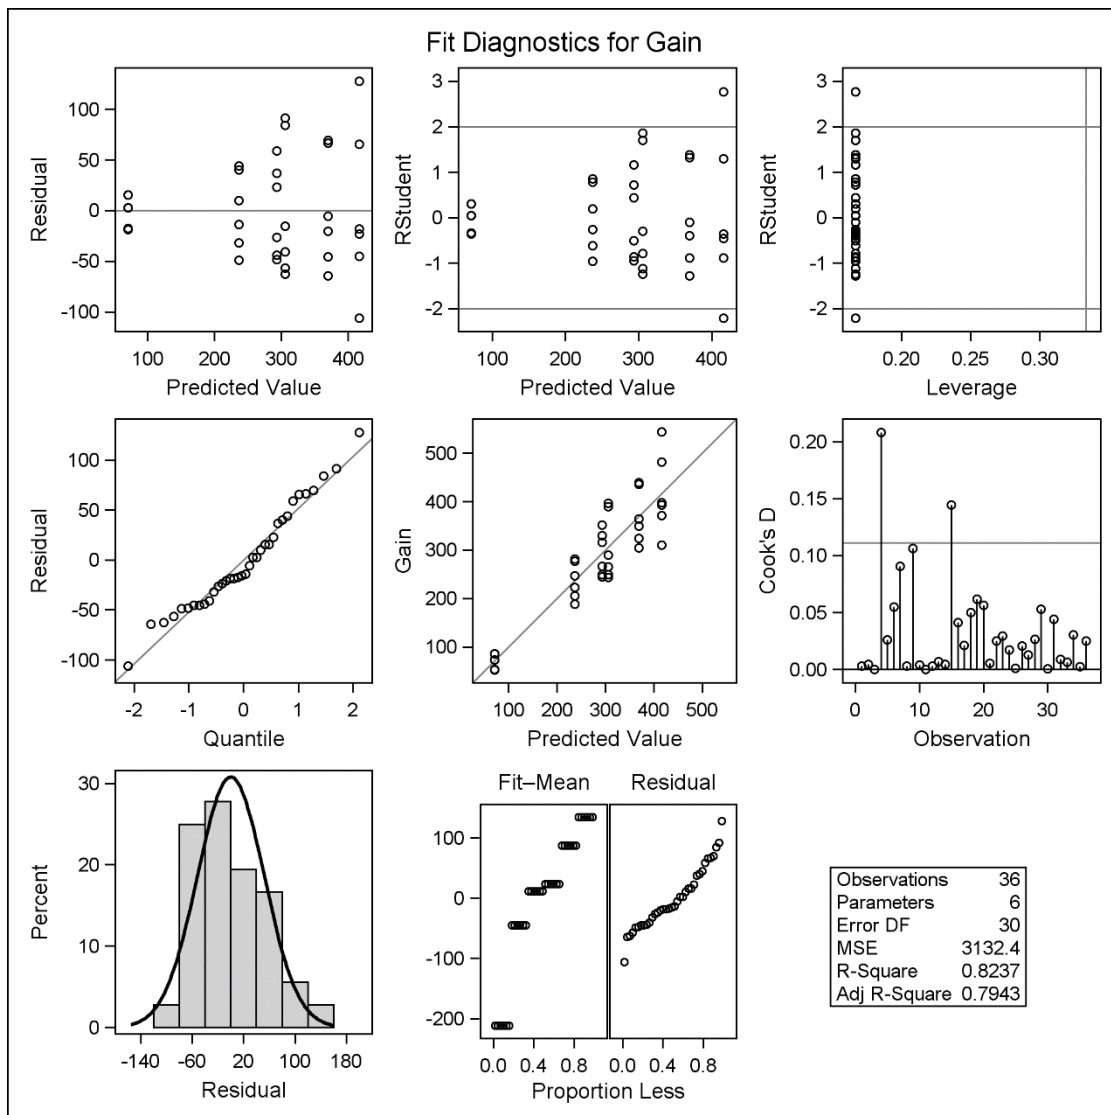 Fit Diagnostics for Gain
100
50
0
-50
-100
Residual
100 200 300 400
Predicted Value
3
2
1
0
-1
-2
RStudent
100 200 300 400
Predicted Value
3
2
1
0
-1
-2
RStudent
0.20 0.25 0.30
Leverage
100
50
0
-50
-100
Residual
-2 -1 0 1 2
Quantile
500
400
300
200
100
Gain
100 200 300 400 500
Predicted Value
0.20
0.15
0.10
0.05
0.00
Cook's D
0 10 20 30
Observation
30
20
10
0
Percent
-140 -60 20 100 180
Residual
Fit–Mean Residual
100
0
-100
-200
0.0 0.4 0.8 0.0 0.4 0.8
Proportion Less
Observations 36
Parameters 6
Error DF 30
MSE 3132.4
R-Square 0.8237
Adj R-Square 0.7943